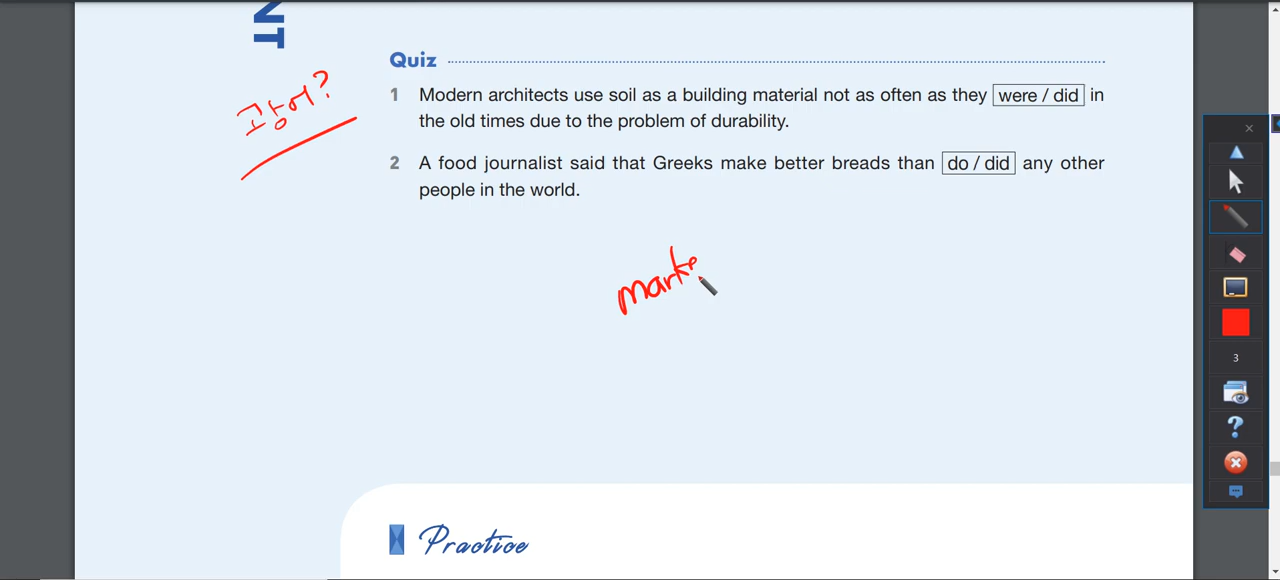 NT
Quiz
광어?
1 Modern architects use soil as a building material not as often as they were / did in
the old times due to the problem of durability.
2 A food journalist said that Greeks make better breads than do / did any other
people in the world.
marke
Practice
3